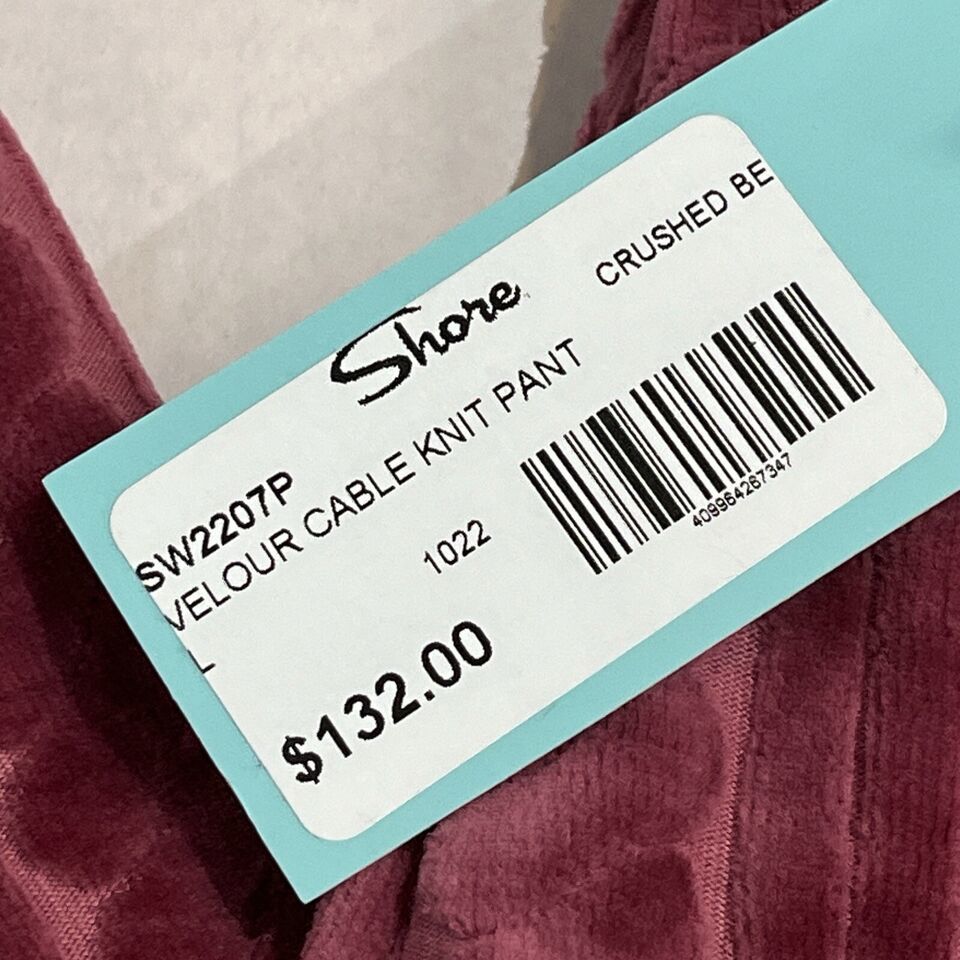 Shore
CRUSHED BE
SW2207P
VELOUR CABLE KNIT PANT
L
1022
409964267347
$132.00